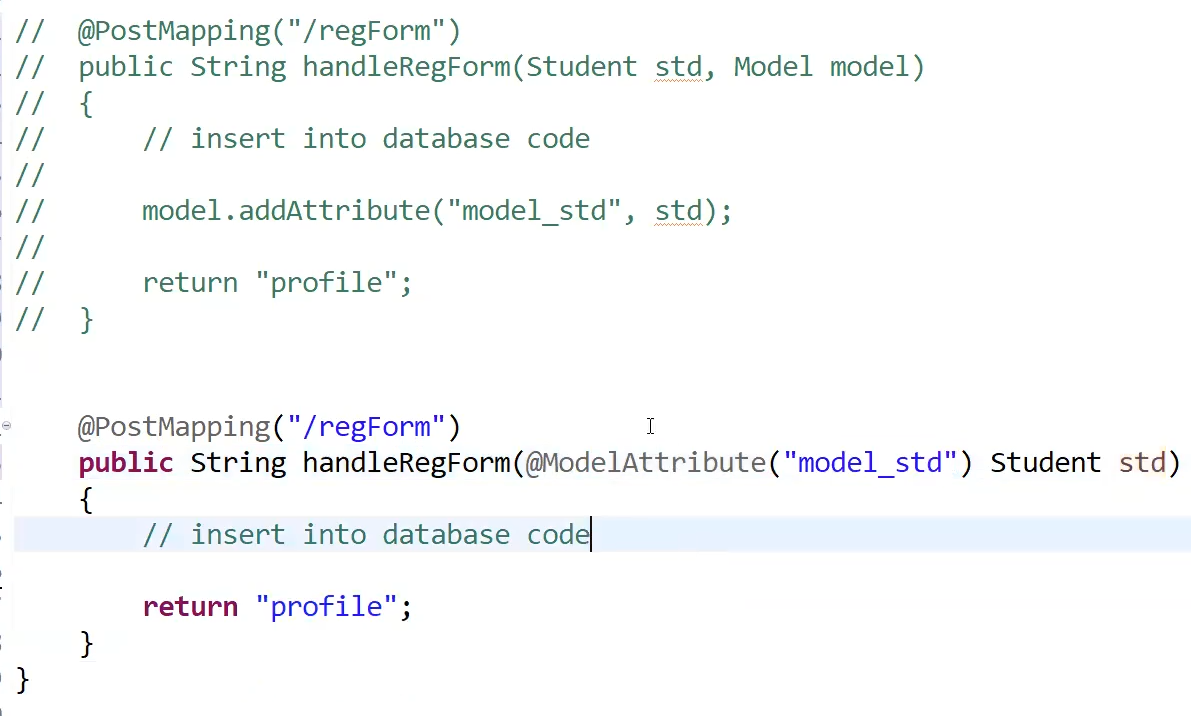 //  @PostMapping("/regForm")
//  public String handleRegForm(Student std, Model model)
//  {
//      // insert into database code
//
//      model.addAttribute("model_std", std);
//
//      return "profile";
//  }
    @PostMapping("/regForm")
    public String handleRegForm(@ModelAttribute("model_std") Student std)
    {
        // insert into database code
        return "profile";
    }
}